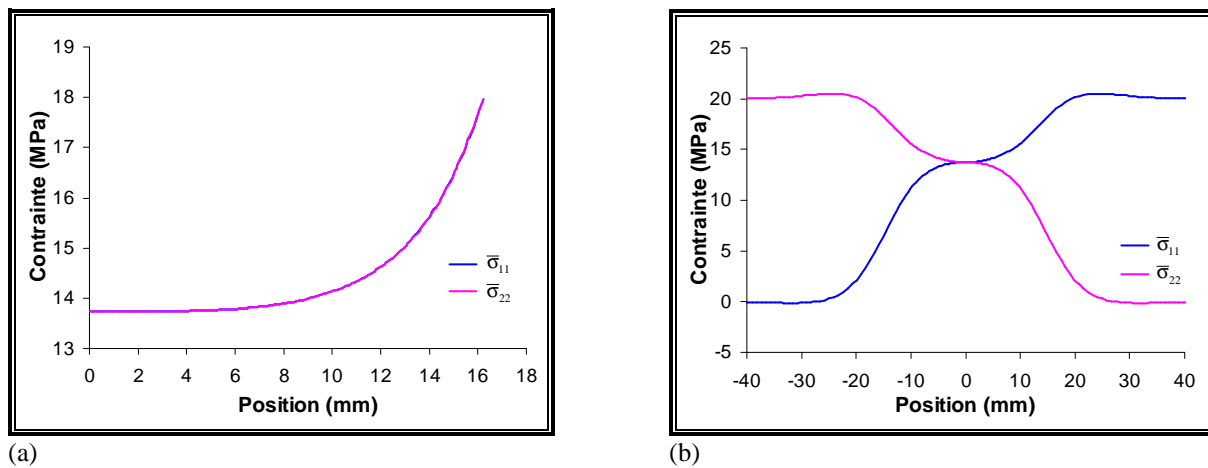 19
18
17
16
15
14
13
Contrainte (MPa)
σ̅11
σ̅22
0 2 4 6 8 10 12 14 16 18
Position (mm)
(a)
25
20
15
10
5
0
-5
Contrainte (MPa)
σ̅11
σ̅22
-40 -30 -20 -10 0 10 20 30 40
Position (mm)
(b)